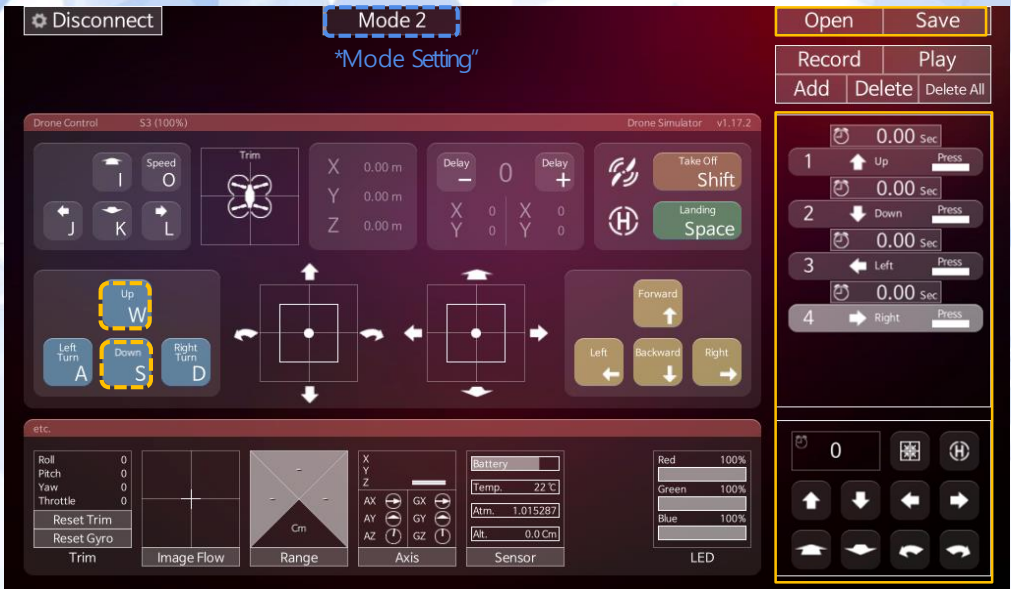 Disconnect
Mode 2
*Mode Setting"
Open Save
Record Play
Add Delete Delete All
Drone Control S3 (100%) Drone Simulator v1.17.2
I
Speed
O
J K L
Trim
X 0.00 m
Y 0.00 m
Z 0.00 m
Delay
−
0
Delay
+
X 0 X 0
Y 0 Y 0
Take Off
Shift
H
Landing
Space
Up
W
Left
Turn
A
Down
S
Right
Turn
D
Forward
Left
Backward
Right
0.00 Sec
1 Up Press
0.00 Sec
2 Down Press
0.00 Sec
3 Left Press
0.00 Sec
4 Right Press
0
H
etc.
Roll 0
Pitch 0
Yaw 0
Throttle 0
Reset Trim
Reset Gyro
Trim
Image Flow
-
- -
Cm
Range
X
Y
Z
AX GX
AY GY
AZ GZ
Axis
Battery
Temp. 22 ℃
Atm. 1.015287
Alt. 0.0 Cm
Sensor
Red 100%
Green 100%
Blue 100%
LED